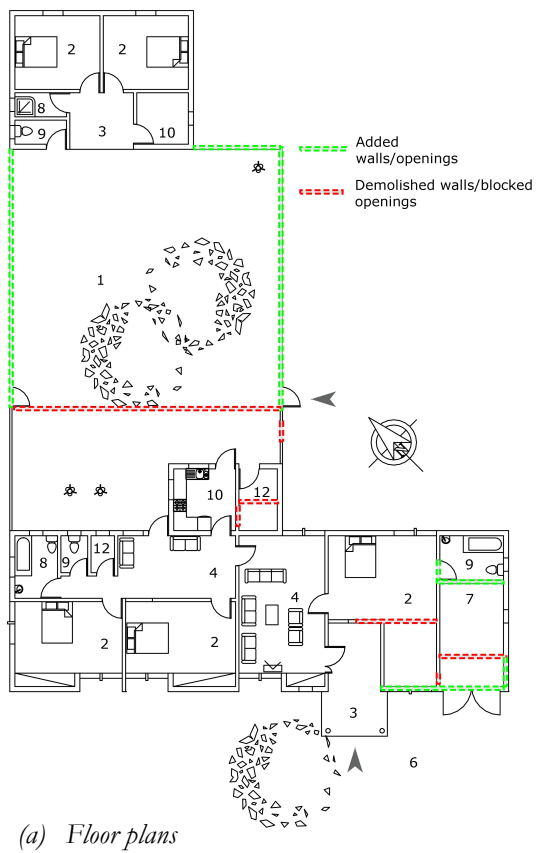 2 2
8
9 3 10
Added
walls/openings
Demolished walls/blocked
openings
1
10 12
8 9 12 4 9
4 2 7
2 2
3
6
(a) Floor plans